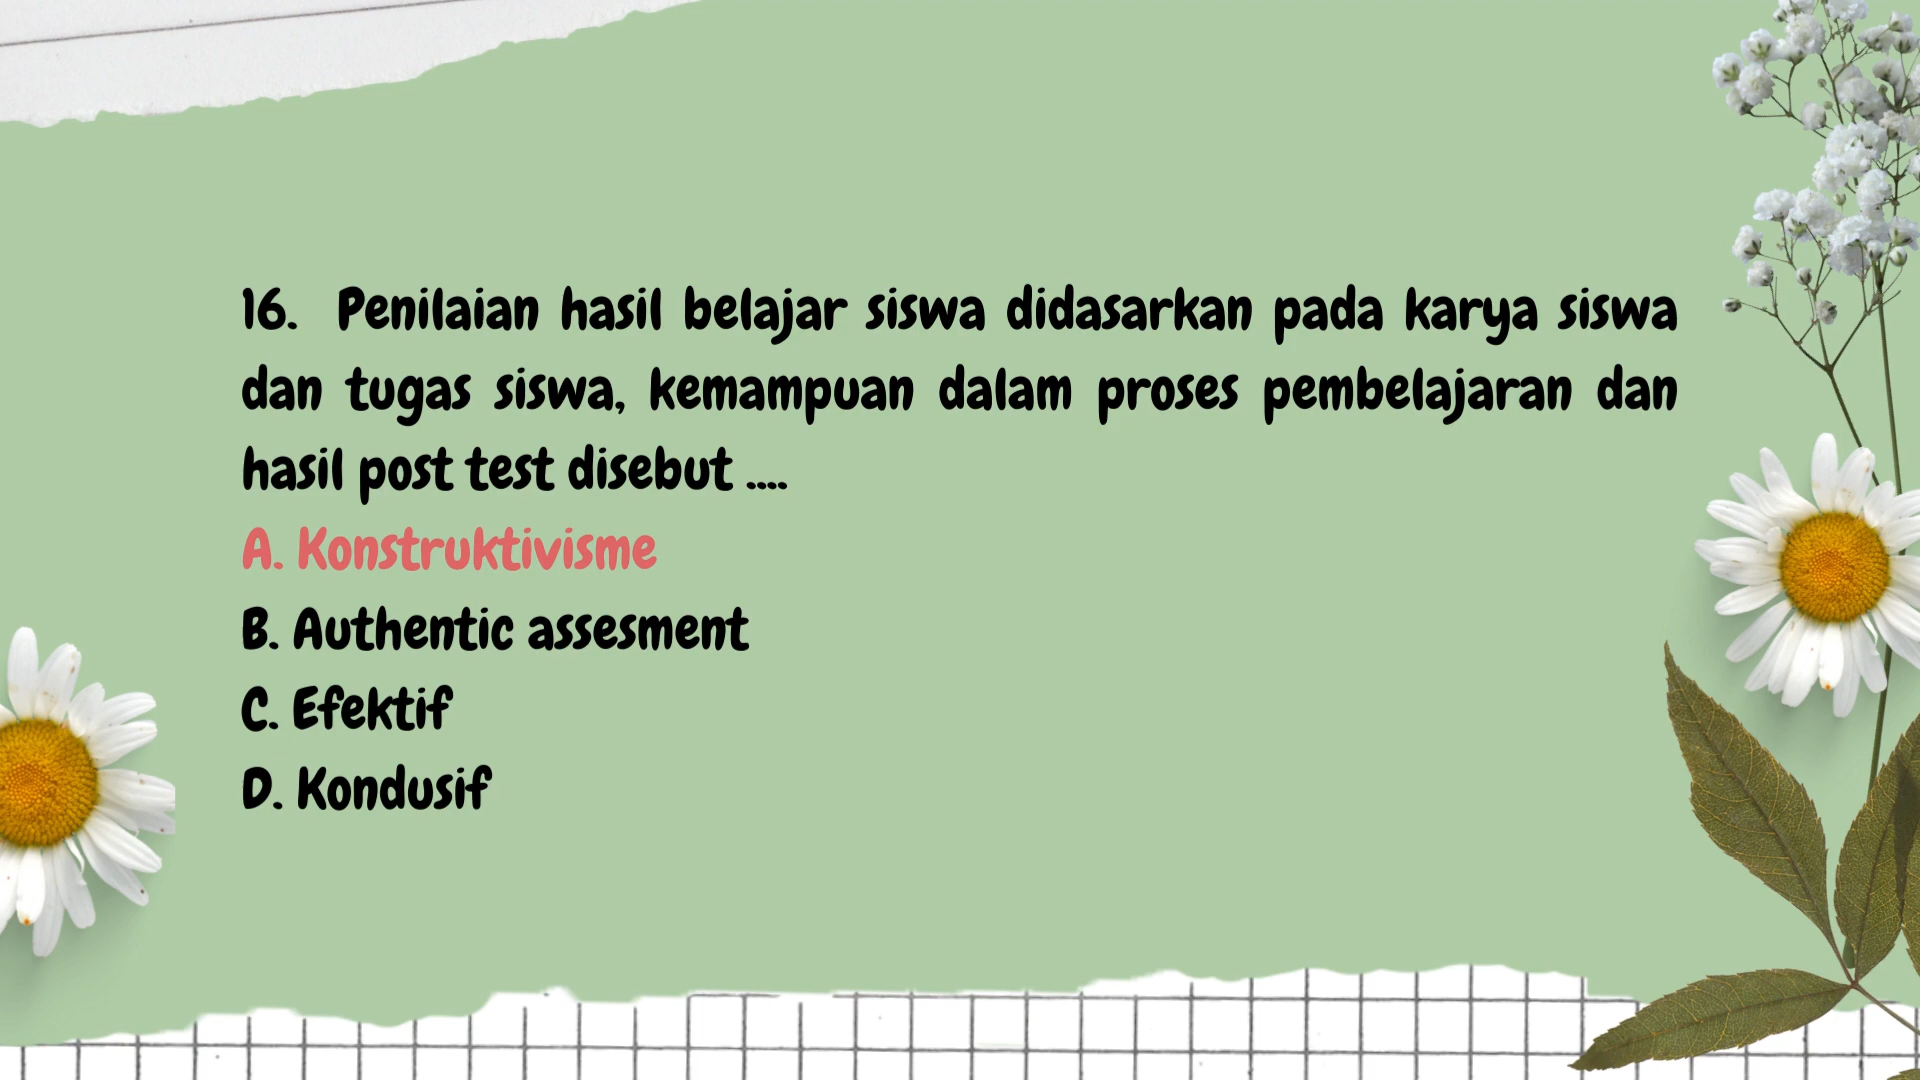 16. Penilaian hasil belajar siswa didasarkan pada karya siswa
dan tugas siswa, kemampuan dalam proses pembelajaran dan
hasil post test disebut ....
A. Konstruktivisme
B. Authentic assesment
C. Efektif
D. Kondusif